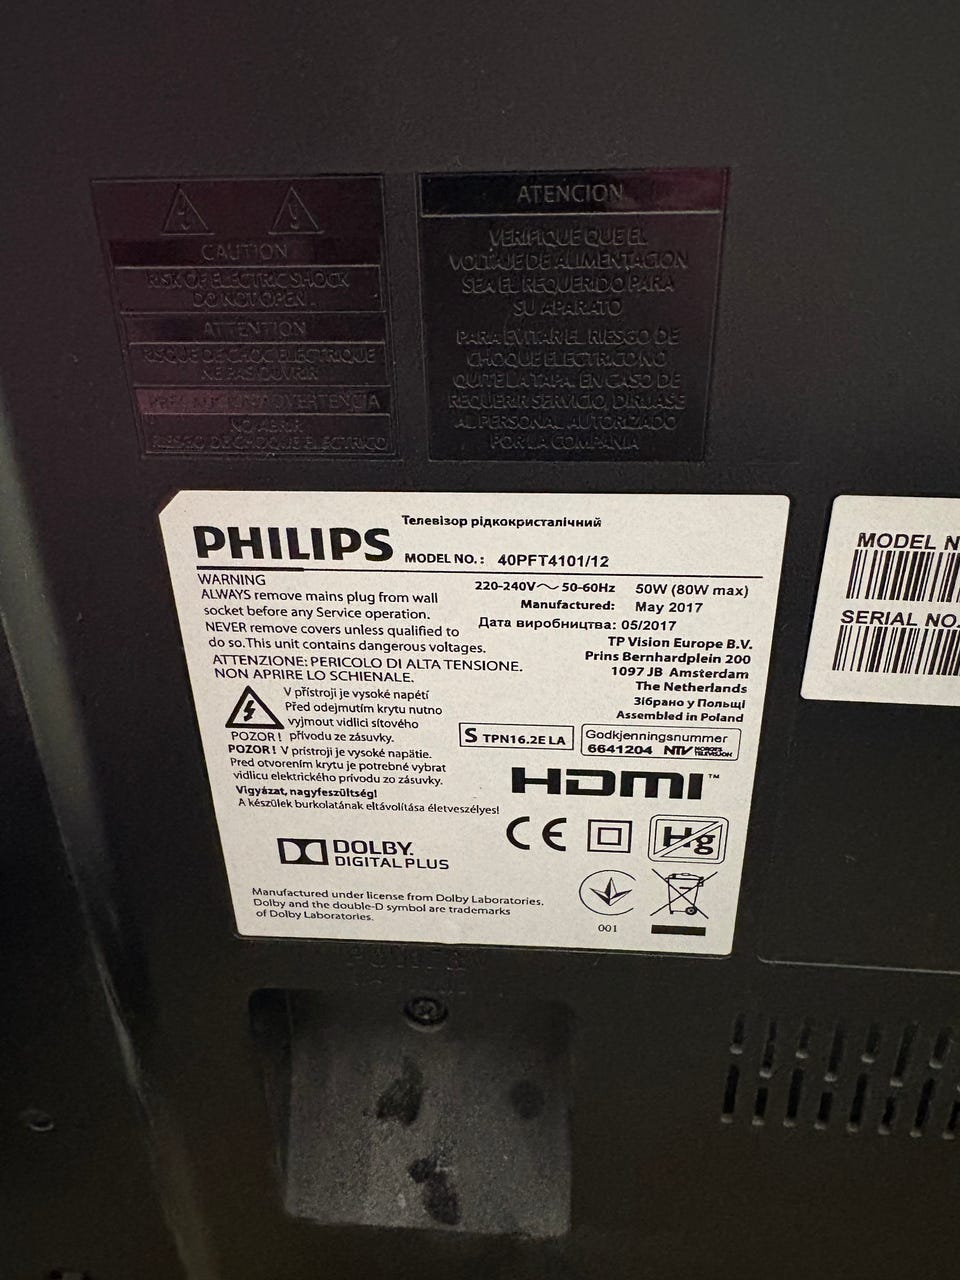 CAUTION
RISK OF ELECTRIC SHOCK
DO NOT OPEN!
ATTENTION
RISQUE DE CHOC ELECTRIQUE
NE PAS OUVRIR
PRECAUCION/ADVERTENCIA
NO ABRIR
RIESGO DE CHOQUE ELECTRICO
ATENCION
VERIFIQUE QUE EL
VOLTAJE DE ALIMENTACION
SEA EL REQUERIDO PARA
SU APARATO
PARA EVITAR EL RIESGO DE
CHOQUE ELECTRICO NO
QUITE LA TAPA, EN CASO DE
REQUERIR SERVICIO, DIRIJASE
AL PERSONAL AUTORIZADO
POR LA COMPANIA
Телевізор рідкокристалічний
PHILIPS MODEL NO.: 40PFT4101/12
WARNING
ALWAYS remove mains plug from wall
socket before any Service operation.
NEVER remove covers unless qualified to
do so.This unit contains dangerous voltages.
ATTENZIONE: PERICOLO DI ALTA TENSIONE.
NON APRIRE LO SCHIENALE.
220-240V～ 50-60Hz 50W (80W max)
Manufactured: May 2017
Дата виробництва: 05/2017
TP Vision Europe B.V.
Prins Bernhardplein 200
1097 JB Amsterdam
The Netherlands
Зібрано у Польщі
Assembled in Poland
V přístroji je vysoké napětí
Před odejmutím krytu nutno
vyjmout vidlici síťového
POZOR! přívodu ze zásuvky.
POZOR! V prístroji je vysoké napätie.
Pred otvorením krytu je potrebné vybrat
vidlicu elektrického prívodu zo zásuvky.
Vigyázat, nagyfeszültség!
A készülék burkolatának eltávolítása életveszélyes!
S TPN16.2E LA
Godkjenningsnummer
6641204 NTV NORGES
TELEVISJON
HDMI™
CE
Hg
DOLBY.
DIGITAL PLUS
Manufactured under license from Dolby Laboratories.
Dolby and the double-D symbol are trademarks
of Dolby Laboratories.
001
MODEL N
SERIAL NO.